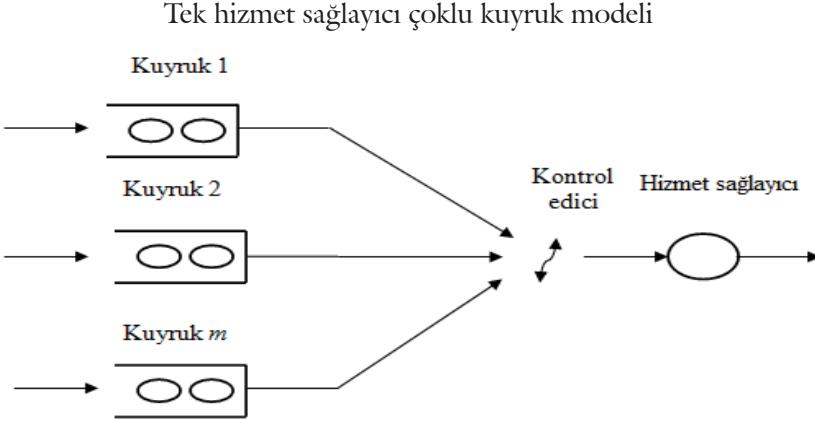 Tek hizmet sağlayıcı çoklu kuyruk modeli
Kuyruk 1
Kuyruk 2
Kontrol
edici
Hizmet sağlayıcı
Kuyruk m